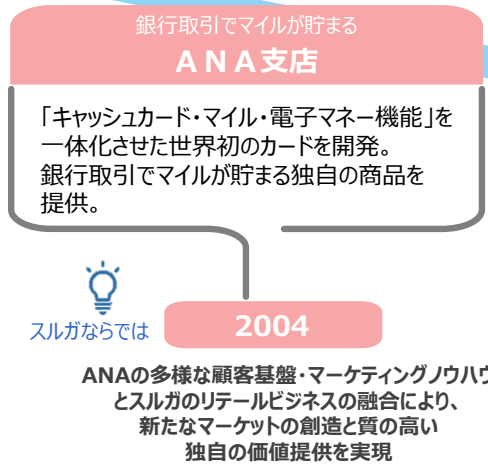 銀行取引でマイルが貯まる
ANA支店
「キャッシュカード・マイル・電子マネー機能」を
一体化させた世界初のカードを開発。
銀行取引でマイルが貯まる独自の商品を
提供。
スルガならでは
2004
ANAの多様な顧客基盤・マーケティングノウハウ
とスルガのリテールビジネスの融合により、
新たなマーケットの創造と質の高い
独自の価値提供を実現